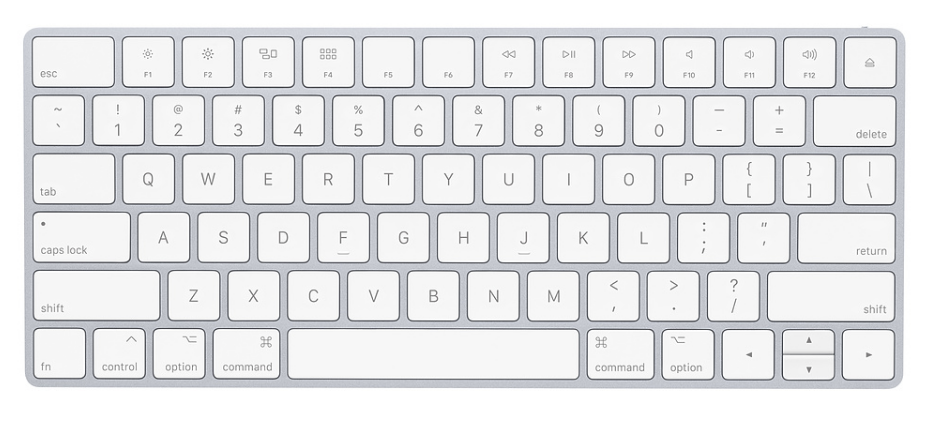 esc F1 F2 F3 F4 F5 F6 F7 F8 F9 F10 F11 F12
~ ! @ # $ % ^ & * ( ) — +
` 1 2 3 4 5 6 7 8 9 0 - = delete
tab Q W E R T Y U I O P { } |
[ ] \
caps lock A S D F G H J K L : "
; ' return
shift Z X C V B N M < > ?
, . / shift
fn control option command command option